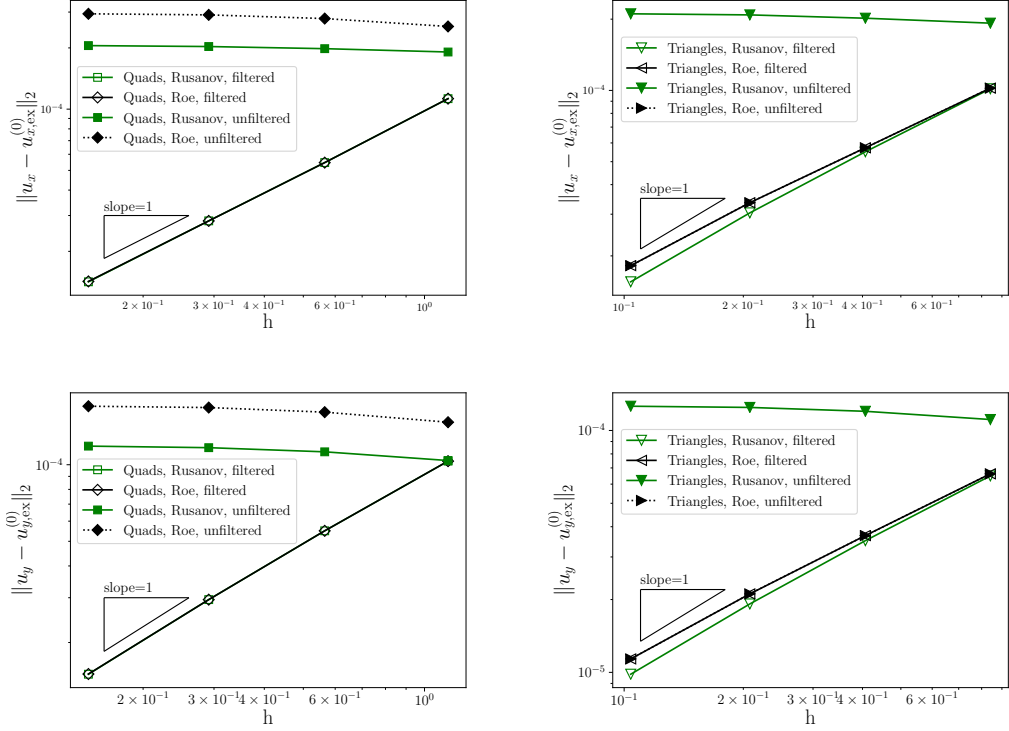 ||u_x − u_{x,ex}^{(0)}||_2
10^{-4}
Quads, Rusanov, filtered
Quads, Roe, filtered
Quads, Rusanov, unfiltered
Quads, Roe, unfiltered
slope=1
2 × 10^{-1} 3 × 10^{-1} 4 × 10^{-1} 6 × 10^{-1} 10^0
h
||u_x − u_{x,ex}^{(0)}||_2
10^{-4}
Triangles, Rusanov, filtered
Triangles, Roe, filtered
Triangles, Rusanov, unfiltered
Triangles, Roe, unfiltered
slope=1
10^{-1} 2 × 10^{-1} 3 × 10^{-1} 4 × 10^{-1} 6 × 10^{-1}
h
||u_y − u_{y,ex}^{(0)}||_2
10^{-4}
Quads, Rusanov, filtered
Quads, Roe, filtered
Quads, Rusanov, unfiltered
Quads, Roe, unfiltered
slope=1
2 × 10^{-1} 3 × 10^{-1} 4 × 10^{-1} 6 × 10^{-1} 10^0
h
||u_y − u_{y,ex}^{(0)}||_2
10^{-4}
Triangles, Rusanov, filtered
Triangles, Roe, filtered
Triangles, Rusanov, unfiltered
Triangles, Roe, unfiltered
slope=1
10^{-5}
10^{-1} 2 × 10^{-1} 3 × 10^{-1} 4 × 10^{-1} 6 × 10^{-1}
h